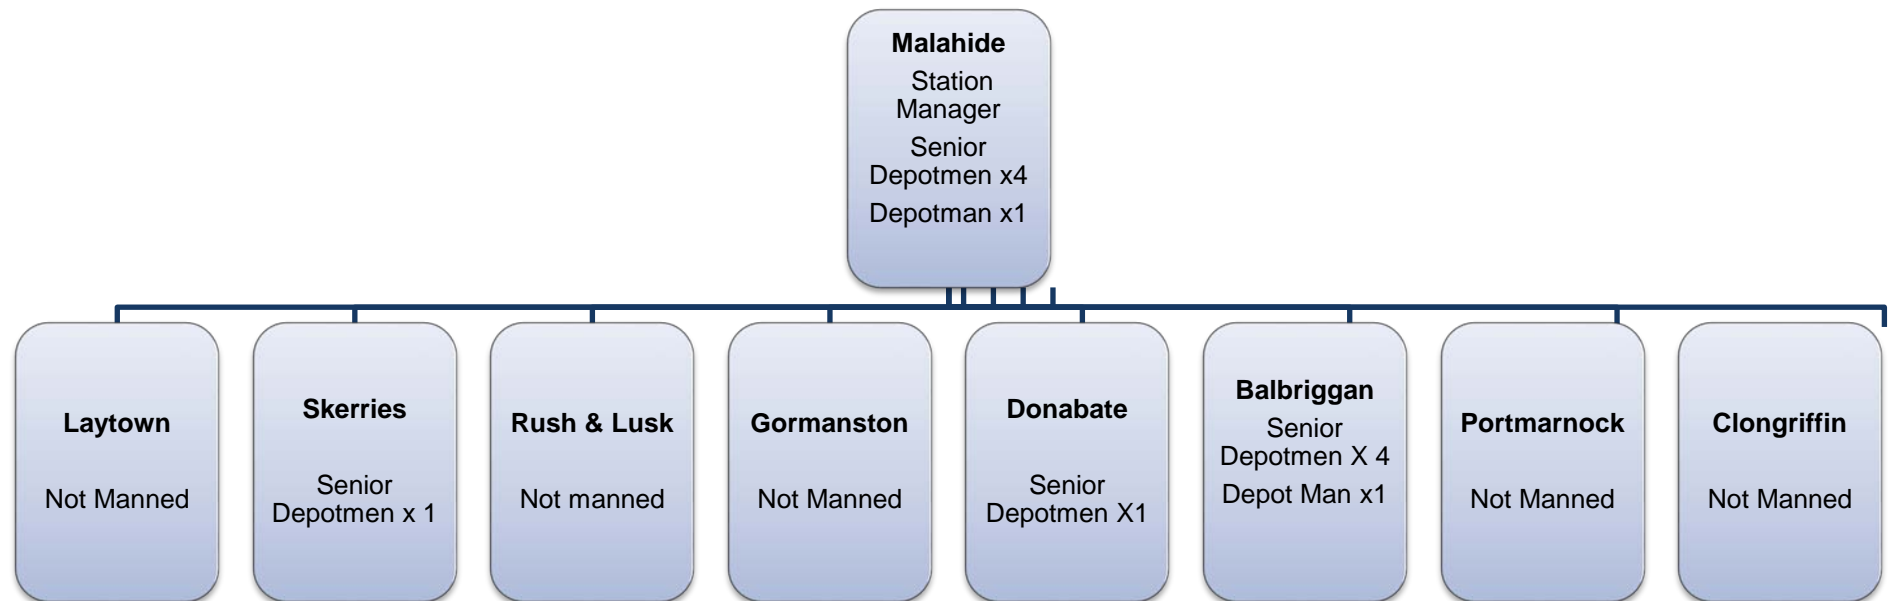 Malahide
Station
Manager
Senior
Depotmen x4
Depotman x1
Laytown
Not Manned
Skerries
Senior
Depotmen x 1
Rush & Lusk
Not manned
Gormanston
Not Manned
Donabate
Senior
Depotmen X1
Balbriggan
Senior
Depotmen X 4
Depot Man x1
Portmarnock
Not Manned
Clongriffin
Not Manned